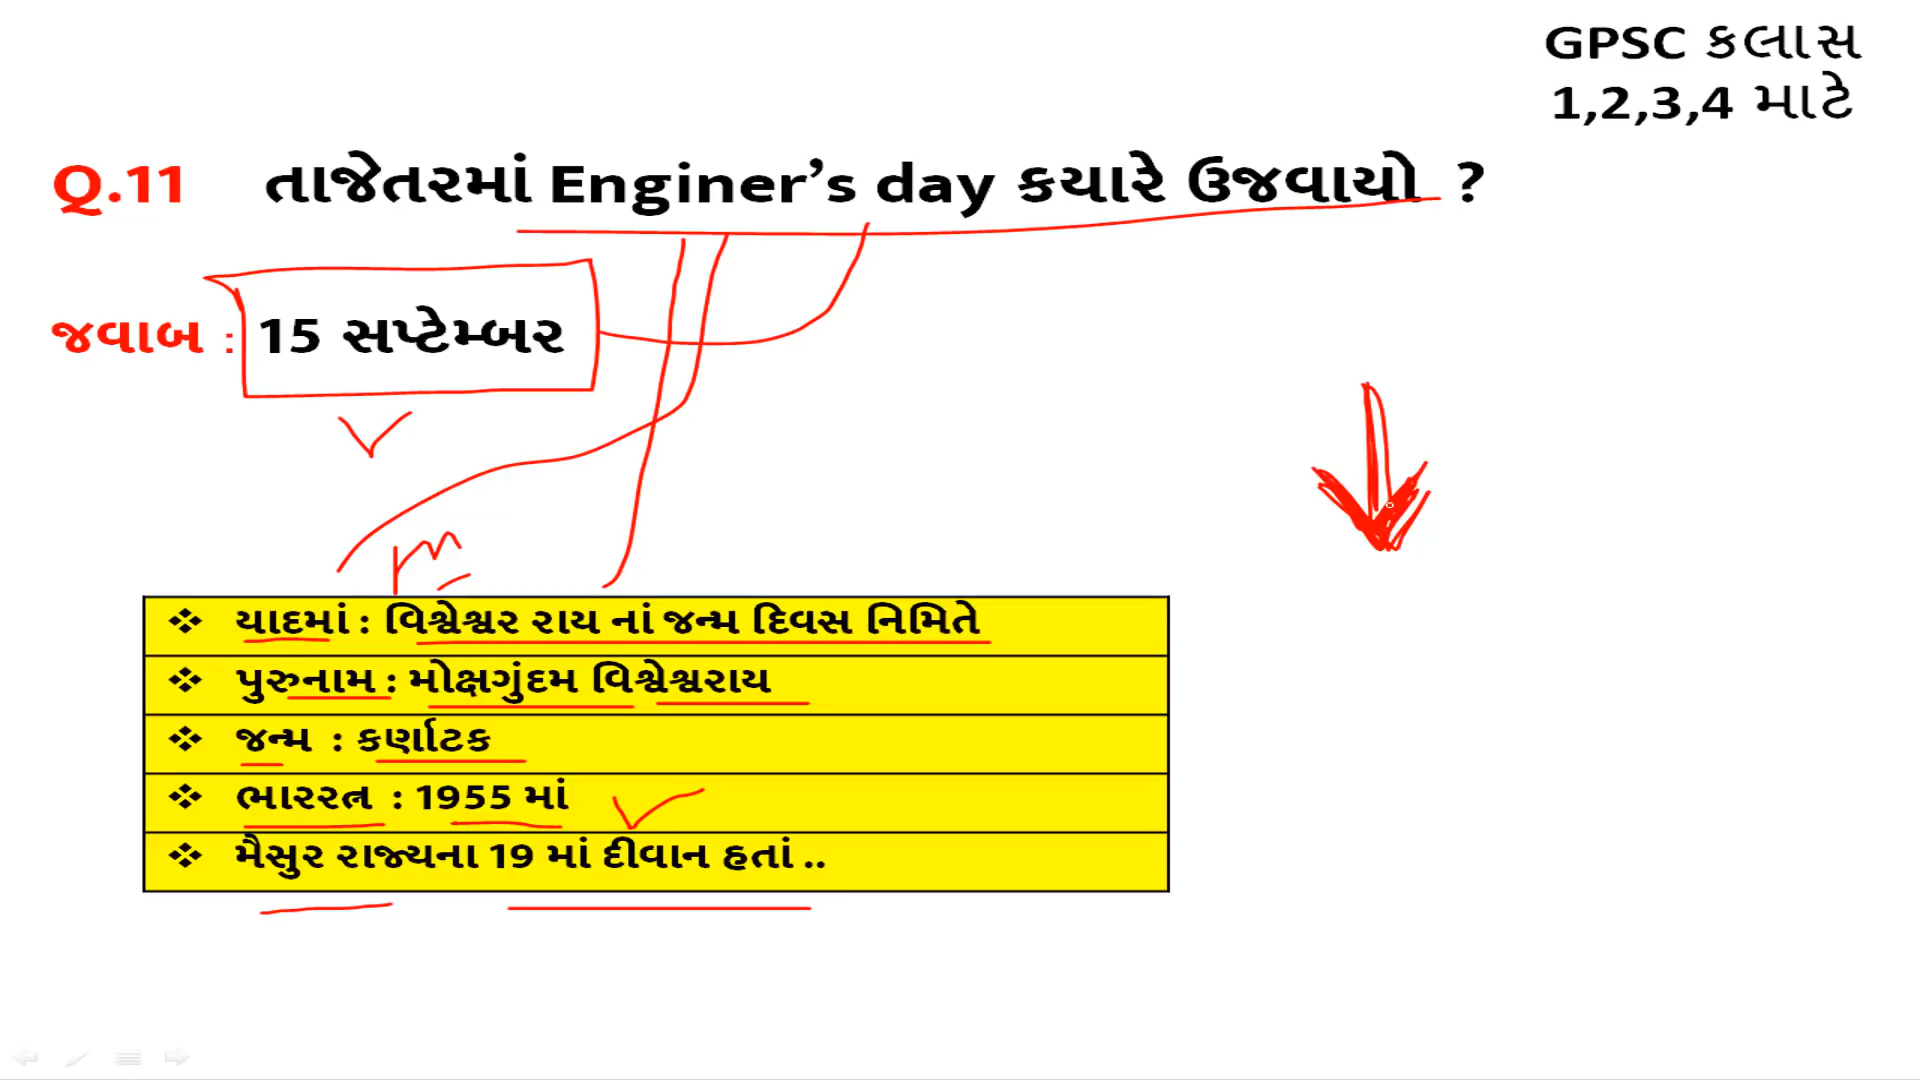 GPSC કલાસ
1,2,3,4 માટે
Q.11 તાજેતરમાં Enginer’s day કયારે ઉજવાયો ?
જવાબ : 15 સપ્ટેમ્બર
❖ યાદમાં : વિશ્વેશ્વર રાય નાં જન્મ દિવસ નિમિતે
❖ પુરુનામ : મોક્ષગુંદમ વિશ્વેશ્વરાય
❖ જન્મ : કર્ણાટક
❖ ભારરત્ન : 1955 માં
❖ મૈસુર રાજ્યના 19 માં દીવાન હતાં ..